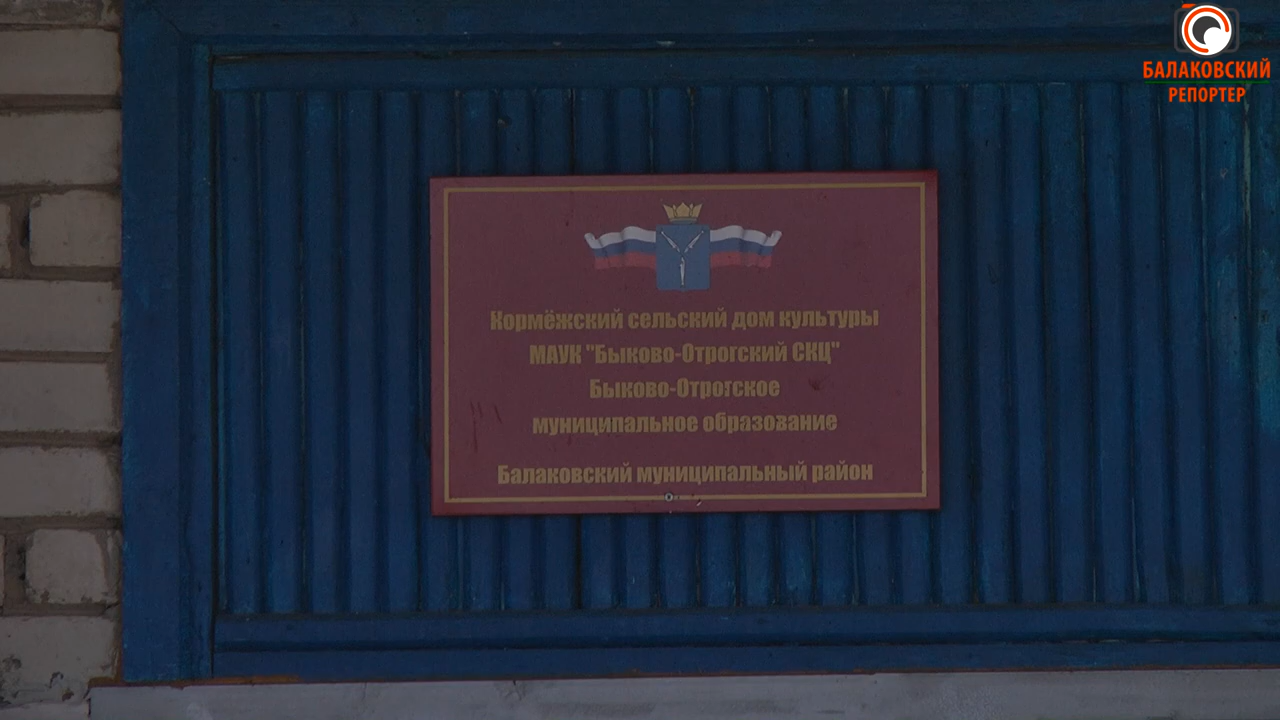 БАЛАКОВСКИЙ
РЕПОРТЕР
Кормёжский сельский дом культуры
МАУК "Быково-Отрогский СКЦ"
Быково-Отрогское
муниципальное образование
Балаковский муниципальный район